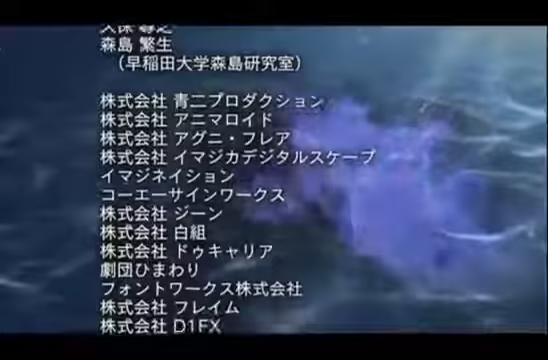 森島 繁生
（早稲田大学森島研究室）
株式会社 青二プロダクション
株式会社 アニマロイド
株式会社 アグニ・フレア
株式会社 イマジカデジタルスケープ
イマジネイション
コーエーサインワークス
株式会社 ジーン
株式会社 白組
株式会社 ドゥキャリア
劇団ひまわり
フォントワークス株式会社
株式会社 フレイム
株式会社 D1FX